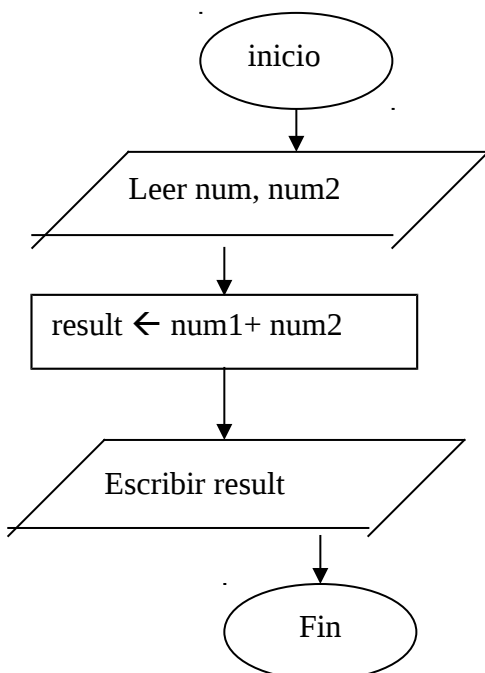 inicio
Leer num, num2
result ← num1+ num2
Escribir result
Fin